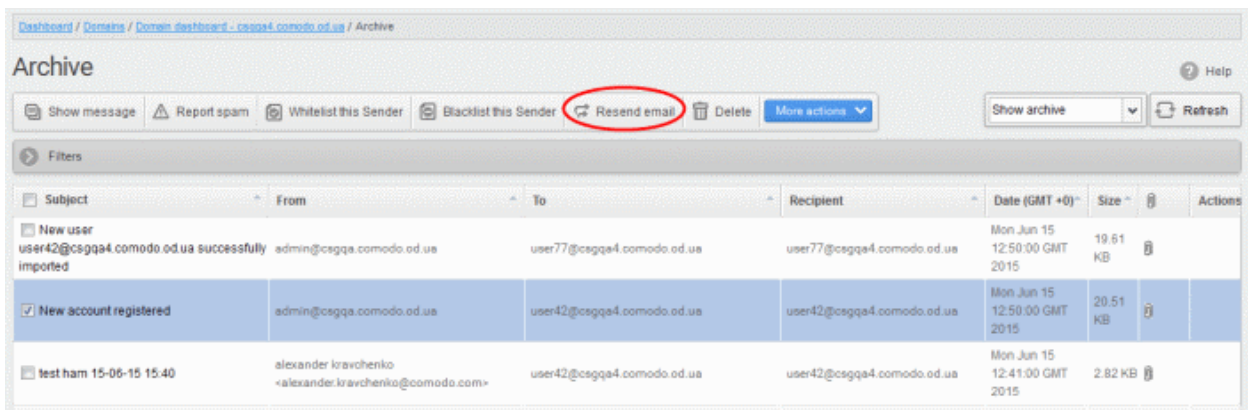 Dashboard / Domains / Domain dashboard - csgqa4.comodo.od.ua / Archive
Archive
Help
Show message Report spam Whitelist this Sender Blacklist this Sender Resend email Delete More actions Show archive Refresh
Filters
Subject From To Recipient Date (GMT +0) Size Actions
New user
user42@csgqa4.comodo.od.ua successfully
imported
admin@csgqa.comodo.od.ua
user77@csgqa4.comodo.od.ua
user77@csgqa4.comodo.od.ua
Mon Jun 15
12:50:00 GMT
2015
19.61
KB
New account registered
admin@csgqa.comodo.od.ua
user42@csgqa4.comodo.od.ua
user42@csgqa4.comodo.od.ua
Mon Jun 15
12:50:00 GMT
2015
20.51
KB
test ham 15-06-15 15:40
alexander kravchenko
<alexander.kravchenko@comodo.com>
user42@csgqa4.comodo.od.ua
user42@csgqa4.comodo.od.ua
Mon Jun 15
12:41:00 GMT
2015
2.82 KB